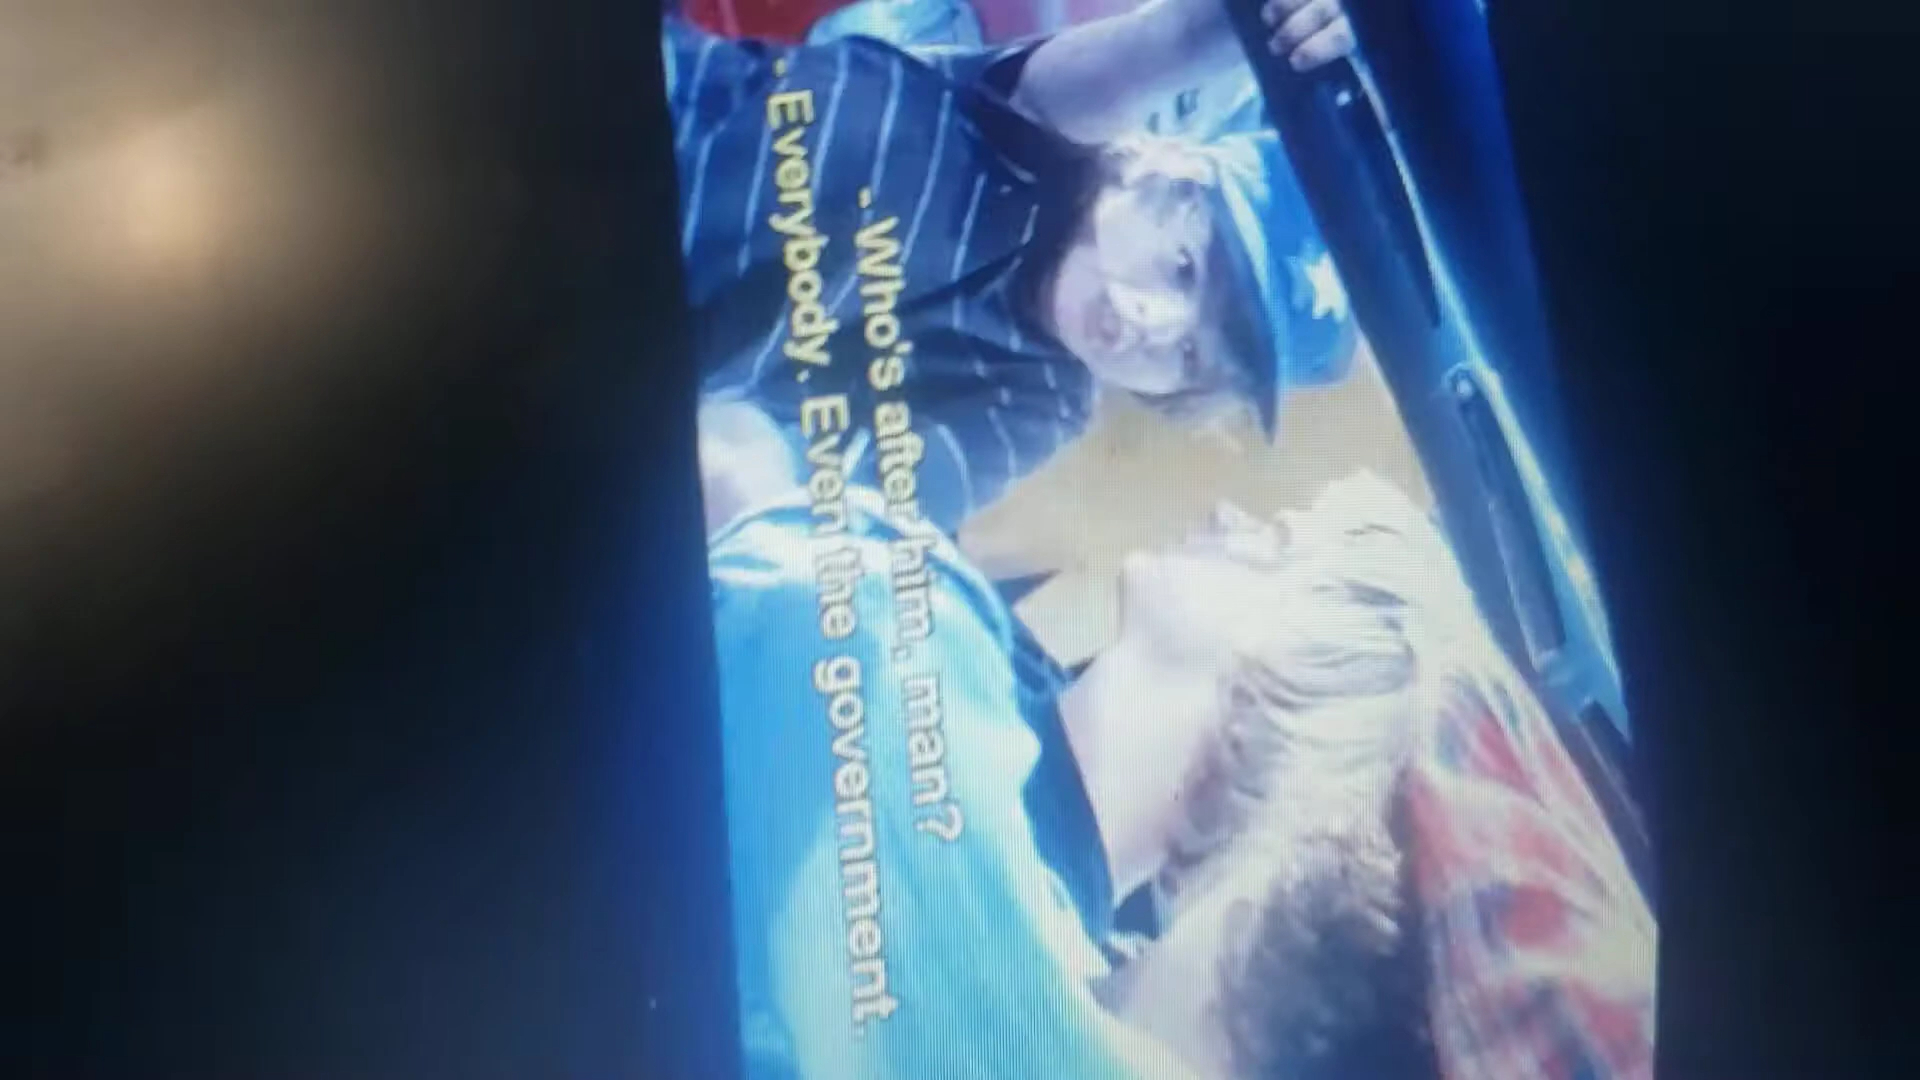 -. Who's after him, man?
-. Everybody. Even the government.